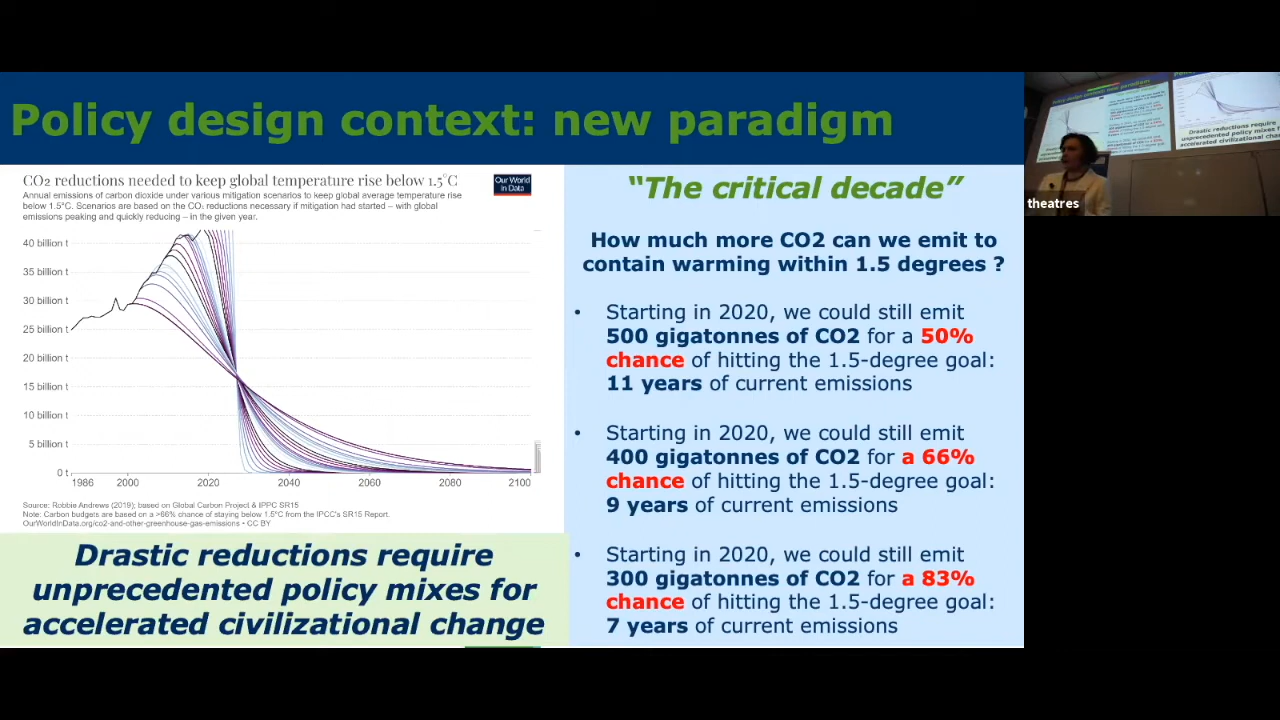 Policy design context: new paradigm
CO2 reductions needed to keep global temperature rise below 1.5°C
Annual emissions of carbon dioxide under various mitigation scenarios to keep global average temperature rise
below 1.5°C. Scenarios are based on the CO₂ reductions necessary if mitigation had started – with global
emissions peaking and quickly reducing – in the given year.
Our World
in Data
40 billion t
35 billion t
30 billion t
25 billion t
20 billion t
15 billion t
10 billion t
5 billion t
0 t
1986 2000 2020 2040 2060 2080 2100
Source: Robbie Andrews (2019); based on Global Carbon Project & IPPC SR15
Note: Carbon budgets are based on a >66% chance of staying below 1.5°C from the IPCC's SR15 Report.
OurWorldInData.org/co2-and-other-greenhouse-gas-emissions • CC BY
Drastic reductions require
unprecedented policy mixes for
accelerated civilizational change
“The critical decade”
How much more CO2 can we emit to
contain warming within 1.5 degrees ?
• Starting in 2020, we could still emit
500 gigatonnes of CO2 for a 50%
chance of hitting the 1.5-degree goal:
11 years of current emissions
• Starting in 2020, we could still emit
400 gigatonnes of CO2 for a 66%
chance of hitting the 1.5-degree goal:
9 years of current emissions
• Starting in 2020, we could still emit
300 gigatonnes of CO2 for a 83%
chance of hitting the 1.5-degree goal:
7 years of current emissions
Drastic reductions require
unprecedented policy mixes for
accelerated civilizational
theatres